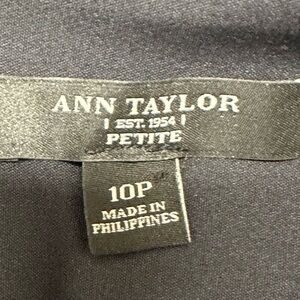 ANN TAYLOR
| EST. 1954 |
PETITE
10P
MADE IN
PHILIPPINES